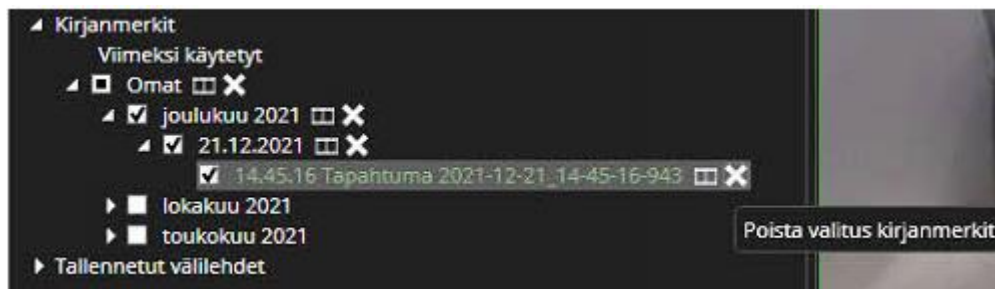 Kirjanmerkit
Viimeksi käytetyt
Omat
joulukuu 2021
21.12.2021
14.45.16 Tapahtuma 2021-12-21_14-45-16-943
lokakuu 2021
toukokuu 2021
Poista valitus kirjanmerkit
Tallennetut välilehdet